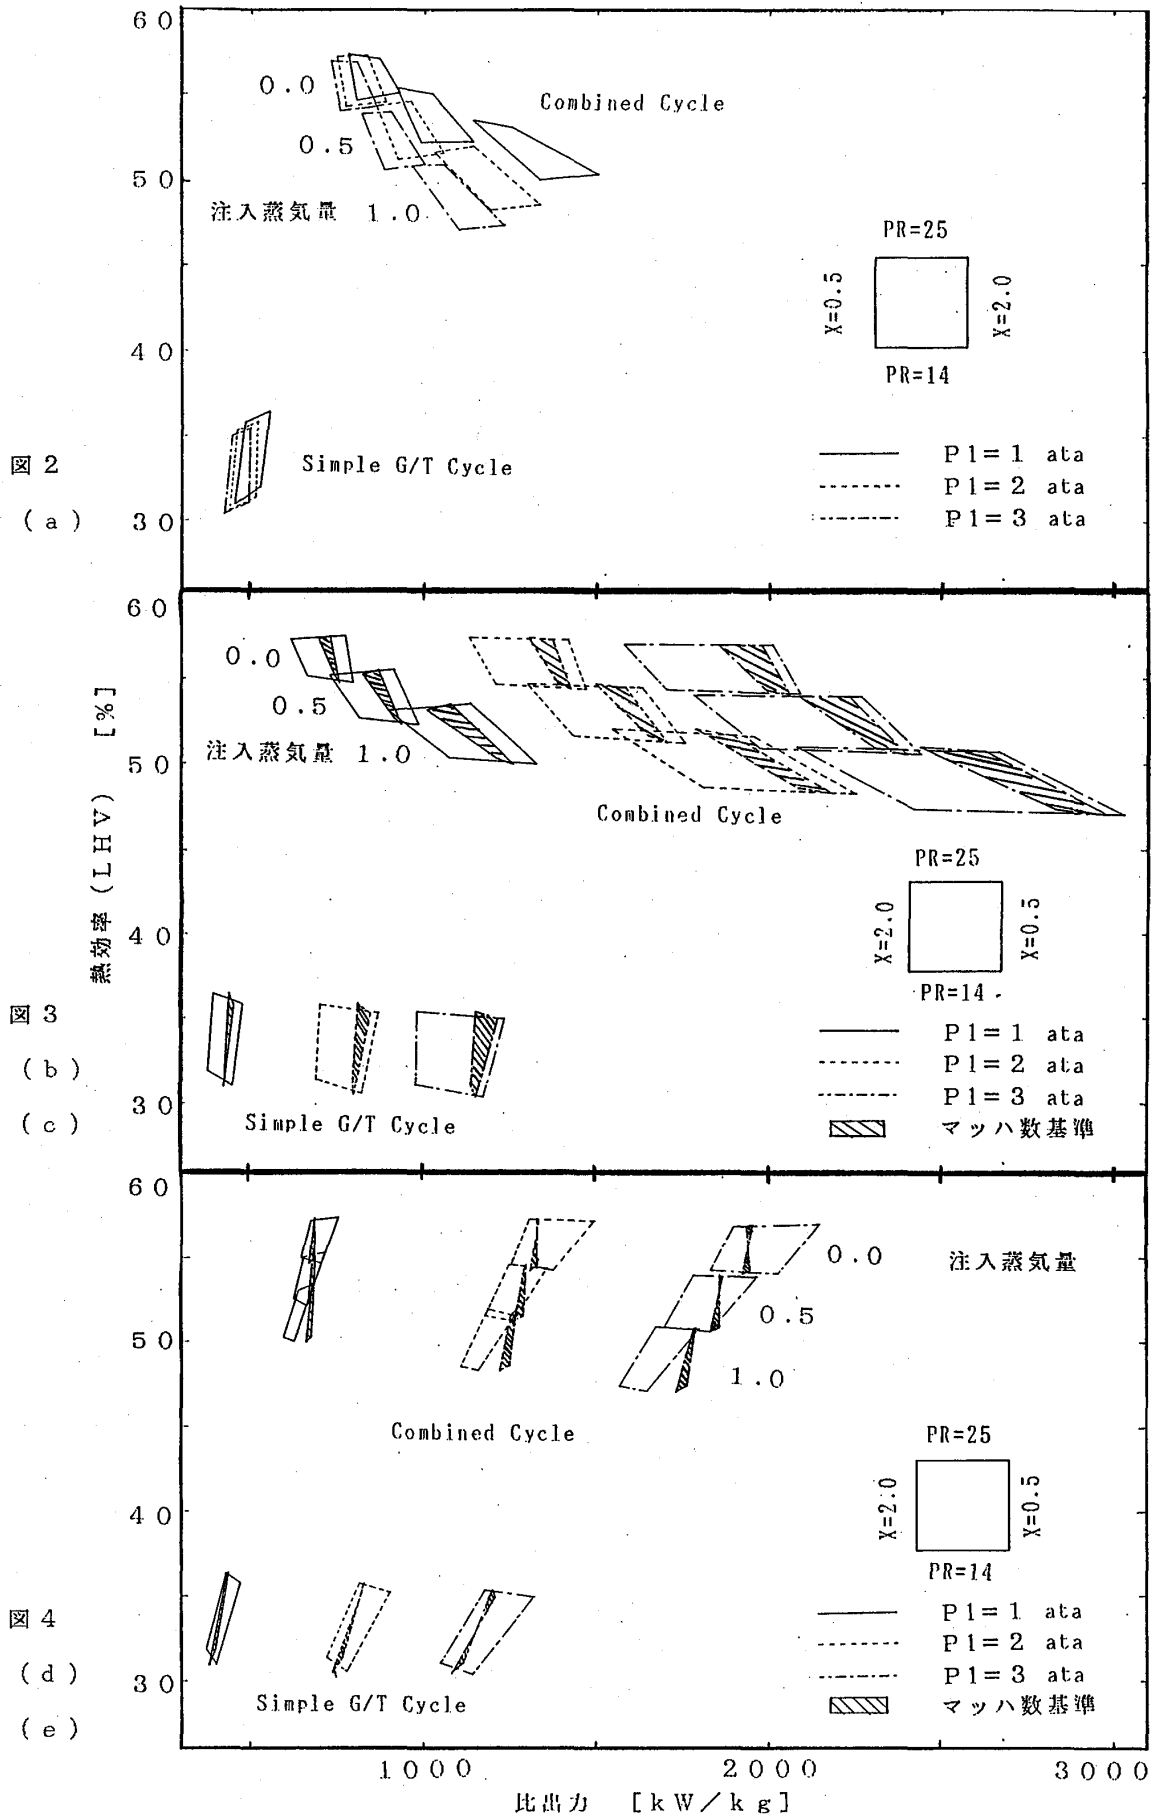 60
0.0
Combined Cycle
0.5
50
注入蒸気量 1.0
PR=25
X=0.5
X=2.0
40
PR=14
図2
(a)
Simple G/T Cycle
P1=1 ata
P1=2 ata
P1=3 ata
30
60
0.0
0.5
注入蒸気量 1.0
50
Combined Cycle
熱効率(LHV) [%]
PR=25
X=2.0
X=0.5
40
PR=14
図3
(b)
(c)
P1=1 ata
P1=2 ata
P1=3 ata
マッハ数基準
30
Simple G/T Cycle
60
0.0 注入蒸気量
0.5
50
1.0
Combined Cycle
PR=25
X=2.0
X=0.5
40
PR=14
図4
(d)
(e)
P1=1 ata
P1=2 ata
P1=3 ata
マッハ数基準
30
Simple G/T Cycle
1000 2000 3000
比出力 [kW/kg]